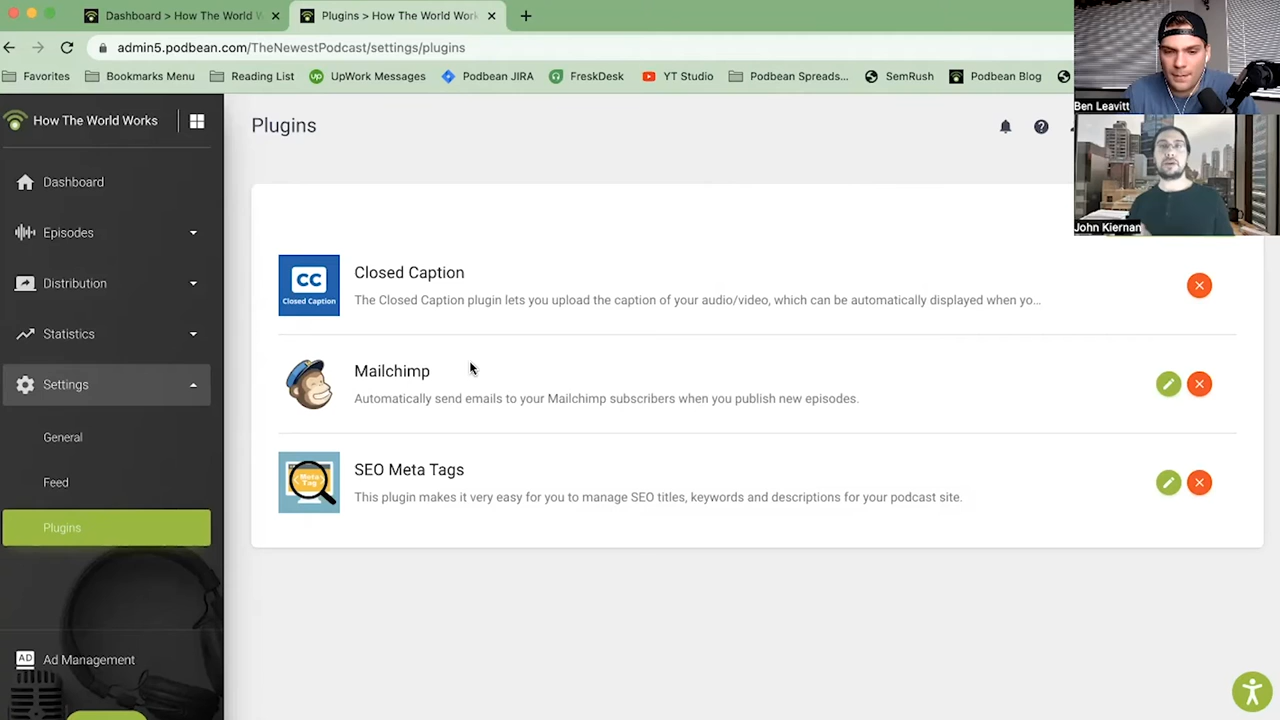 Dashboard > How The World W
Plugins > How The World Work
admin5.podbean.com/TheNewestPodcast/settings/plugins
Favorites
Bookmarks Menu
Reading List
up
UpWork Messages
Podbean JIRA
FreskDesk
YT Studio
Podbean Spreads...
SemRush
Podbean Blog
Ben Leavitt
John Kiernan
How The World Works
Dashboard
Episodes
Distribution
Statistics
Settings
General
Feed
Plugins
AD
Ad Management
Plugins
CC
Closed Caption
Closed Caption
The Closed Caption plugin lets you upload the caption of your audio/video, which can be automatically displayed when yo...
Mailchimp
Automatically send emails to your Mailchimp subscribers when you publish new episodes.
Meta
Tag
SEO Meta Tags
This plugin makes it very easy for you to manage SEO titles, keywords and descriptions for your podcast site.